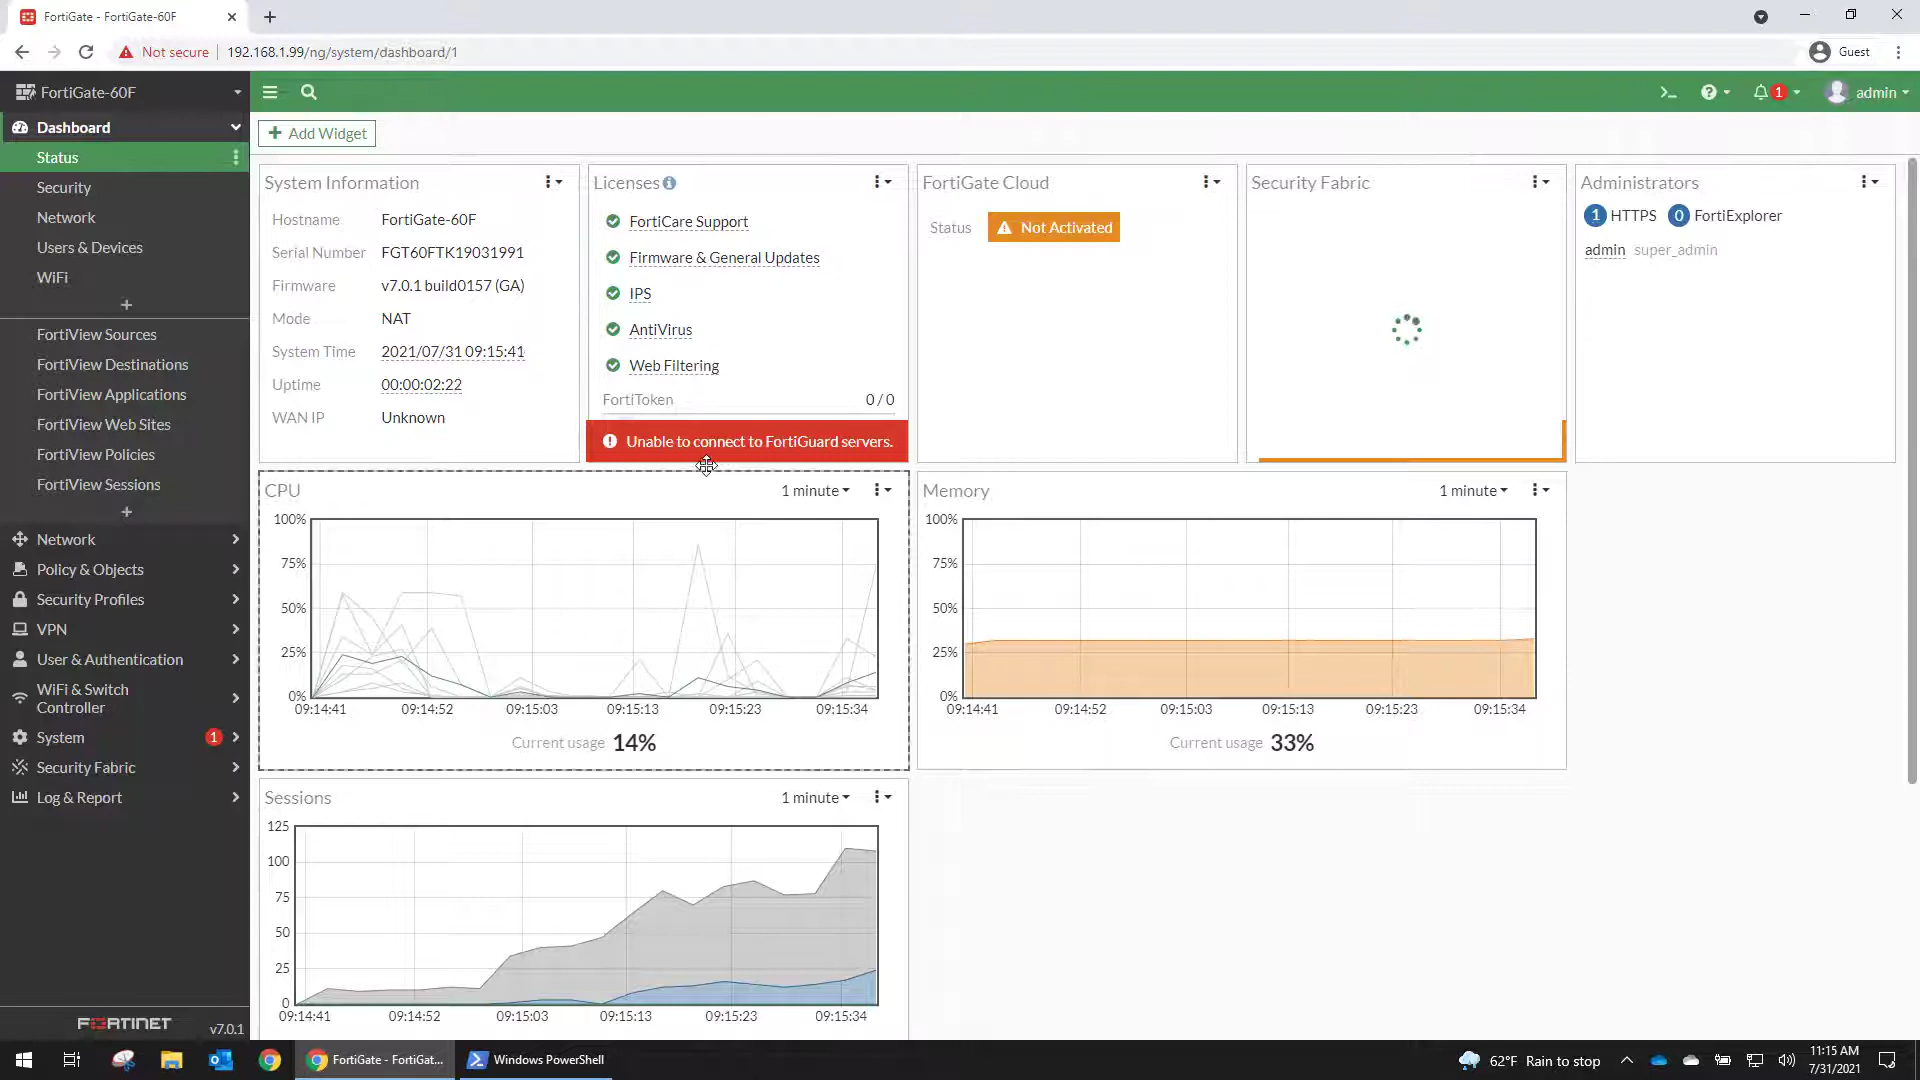 FortiGate - FortiGate-60F
Not secure
192.168.1.99/ng/system/dashboard/1
Guest
FortiGate-60F
1
admin
Dashboard
Status
Security
Network
Users & Devices
WiFi
FortiView Sources
FortiView Destinations
FortiView Applications
FortiView Web Sites
FortiView Policies
FortiView Sessions
Network
Policy & Objects
Security Profiles
VPN
User & Authentication
WiFi & Switch
Controller
System
1
Security Fabric
Log & Report
FORTINET
v7.0.1
Add Widget
System Information
Hostname FortiGate-60F
Serial Number FGT60FTK19031991
Firmware v7.0.1 build0157 (GA)
Mode NAT
System Time 2021/07/31 09:15:41
Uptime 00:00:02:22
WAN IP Unknown
Licenses
FortiCare Support
Firmware & General Updates
IPS
AntiVirus
Web Filtering
FortiToken 0 / 0
Unable to connect to FortiGuard servers.
FortiGate Cloud
Status Not Activated
Security Fabric
Administrators
1 HTTPS 0 FortiExplorer
admin super_admin
CPU
1 minute
100%
75%
50%
25%
0%
09:14:41 09:14:52 09:15:03 09:15:13 09:15:23 09:15:34
Current usage 14%
Memory
1 minute
100%
75%
50%
25%
0%
09:14:41 09:14:52 09:15:03 09:15:13 09:15:23 09:15:34
Current usage 33%
Sessions
1 minute
125
100
75
50
25
0
09:14:41 09:14:52 09:15:03 09:15:13 09:15:23 09:15:34
FortiGate - FortiGat...
Windows PowerShell
62°F Rain to stop
11:15 AM
7/31/2021